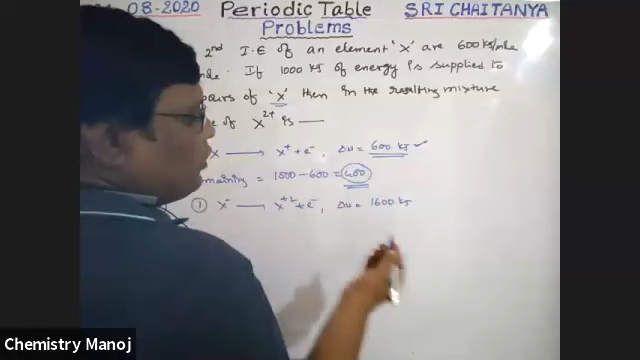 08-2020 Periodic Table SRI CHAITANYA
Problems
2nd I.E of an element 'X' are 600 kJ/mole
. If 1000 KJ of energy is supplied to
of 'X' then in the resulting mixture
of X²⁺ is ——
X ⟶ X⁺ + e⁻, ΔH = 600 KJ ✓
= 1000 - 600 = 400
① X⁻ ⟶ X⁺² + e⁻, ΔH = 1600 KJ
Chemistry Manoj